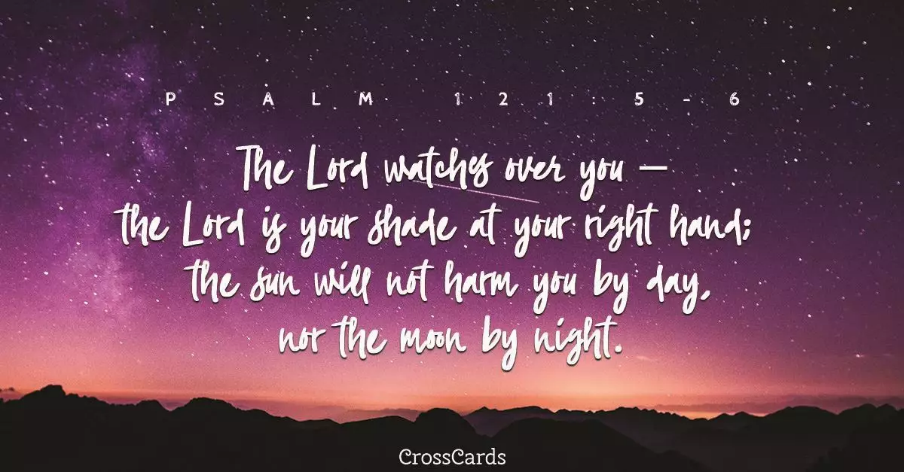 PSALM 121:5-6
The Lord watches over you —
the Lord is your shade at your right hand;
the sun will not harm you by day,
nor the moon by night.
CrossCards